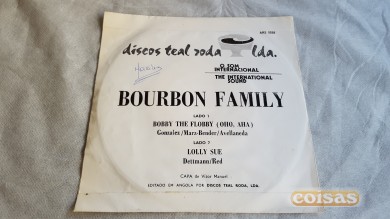 discos teal roda lda.
O SOM
INTERNACIONAL
THE INTERNATIONAL
SOUND
BOURBON FAMILY
LADO 1
BOBBY THE FLOBBY (OHO, AHA)
Gonzalez/Marz-Bender/Avellaneda
LADO 2
LOLLY SUE
Dettmann/Red
CAPA de Vítor Manuel
EDITADO EM ANGOLA POR DISCOS TEAL RODA, LDA.
coisas